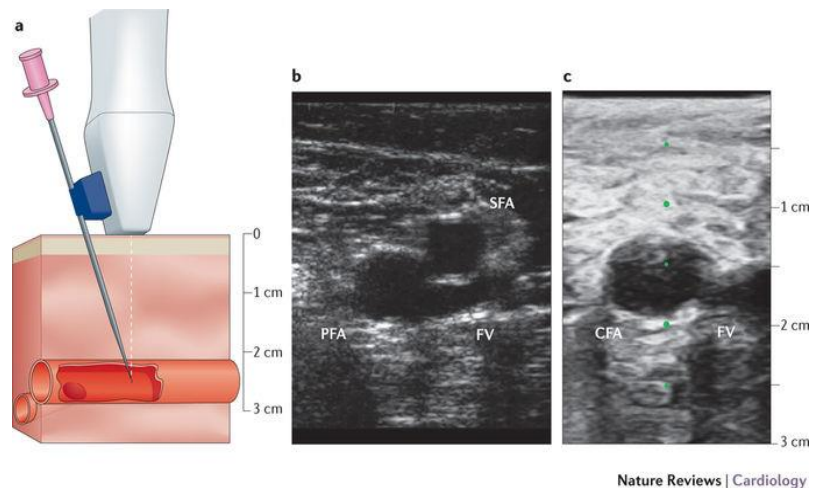 a
0
1 cm
2 cm
3 cm
b
SFA
PFA
FV
c
1 cm
CFA
2 cm
FV
3 cm
Nature Reviews | Cardiology